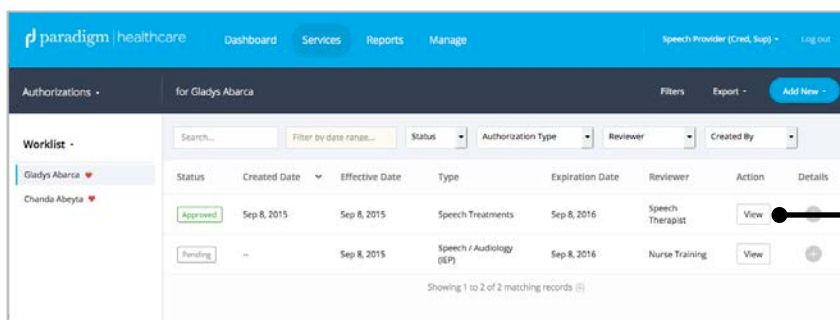 paradigm healthcare Dashboard Services Reports Manage Speech Provider (Cred, Sup) Log out
Authorizations for Gladys Abarca Filters Export Add New
Worklist Search... Filter by date range... Status Authorization Type Reviewer Created By
Gladys Abarca Status Created Date Effective Date Type Expiration Date Reviewer Action Details
Chanda Abeyta
Approved Sep 8, 2015 Sep 8, 2015 Speech Treatments Sep 8, 2016 Speech Therapist View
Pending -- Sep 8, 2015 Speech / Audiology (IEP) Sep 8, 2016 Nurse Training View
Showing 1 to 2 of 2 matching records